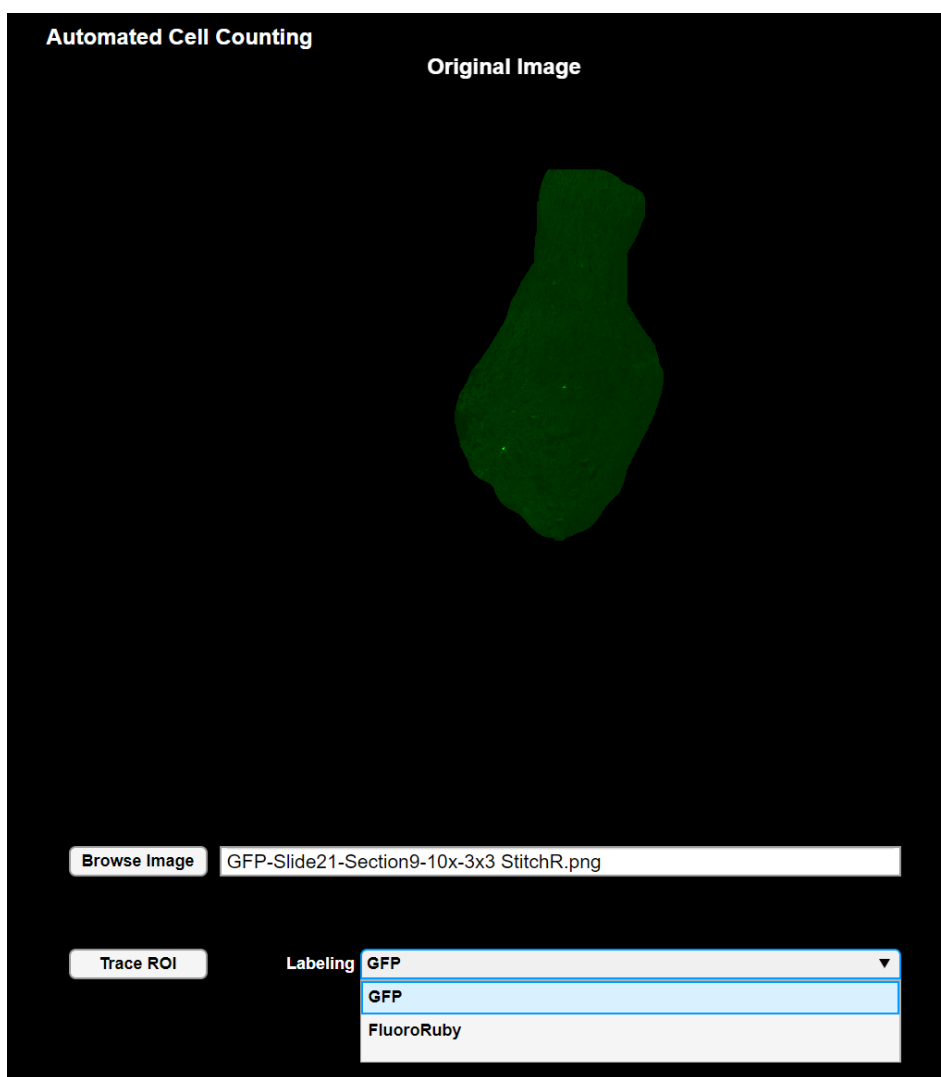 Automated Cell Counting
Original Image
Browse Image GFP-Slide21-Section9-10x-3x3 StitchR.png
Trace ROI Labeling GFP ▼
GFP
FluoroRuby